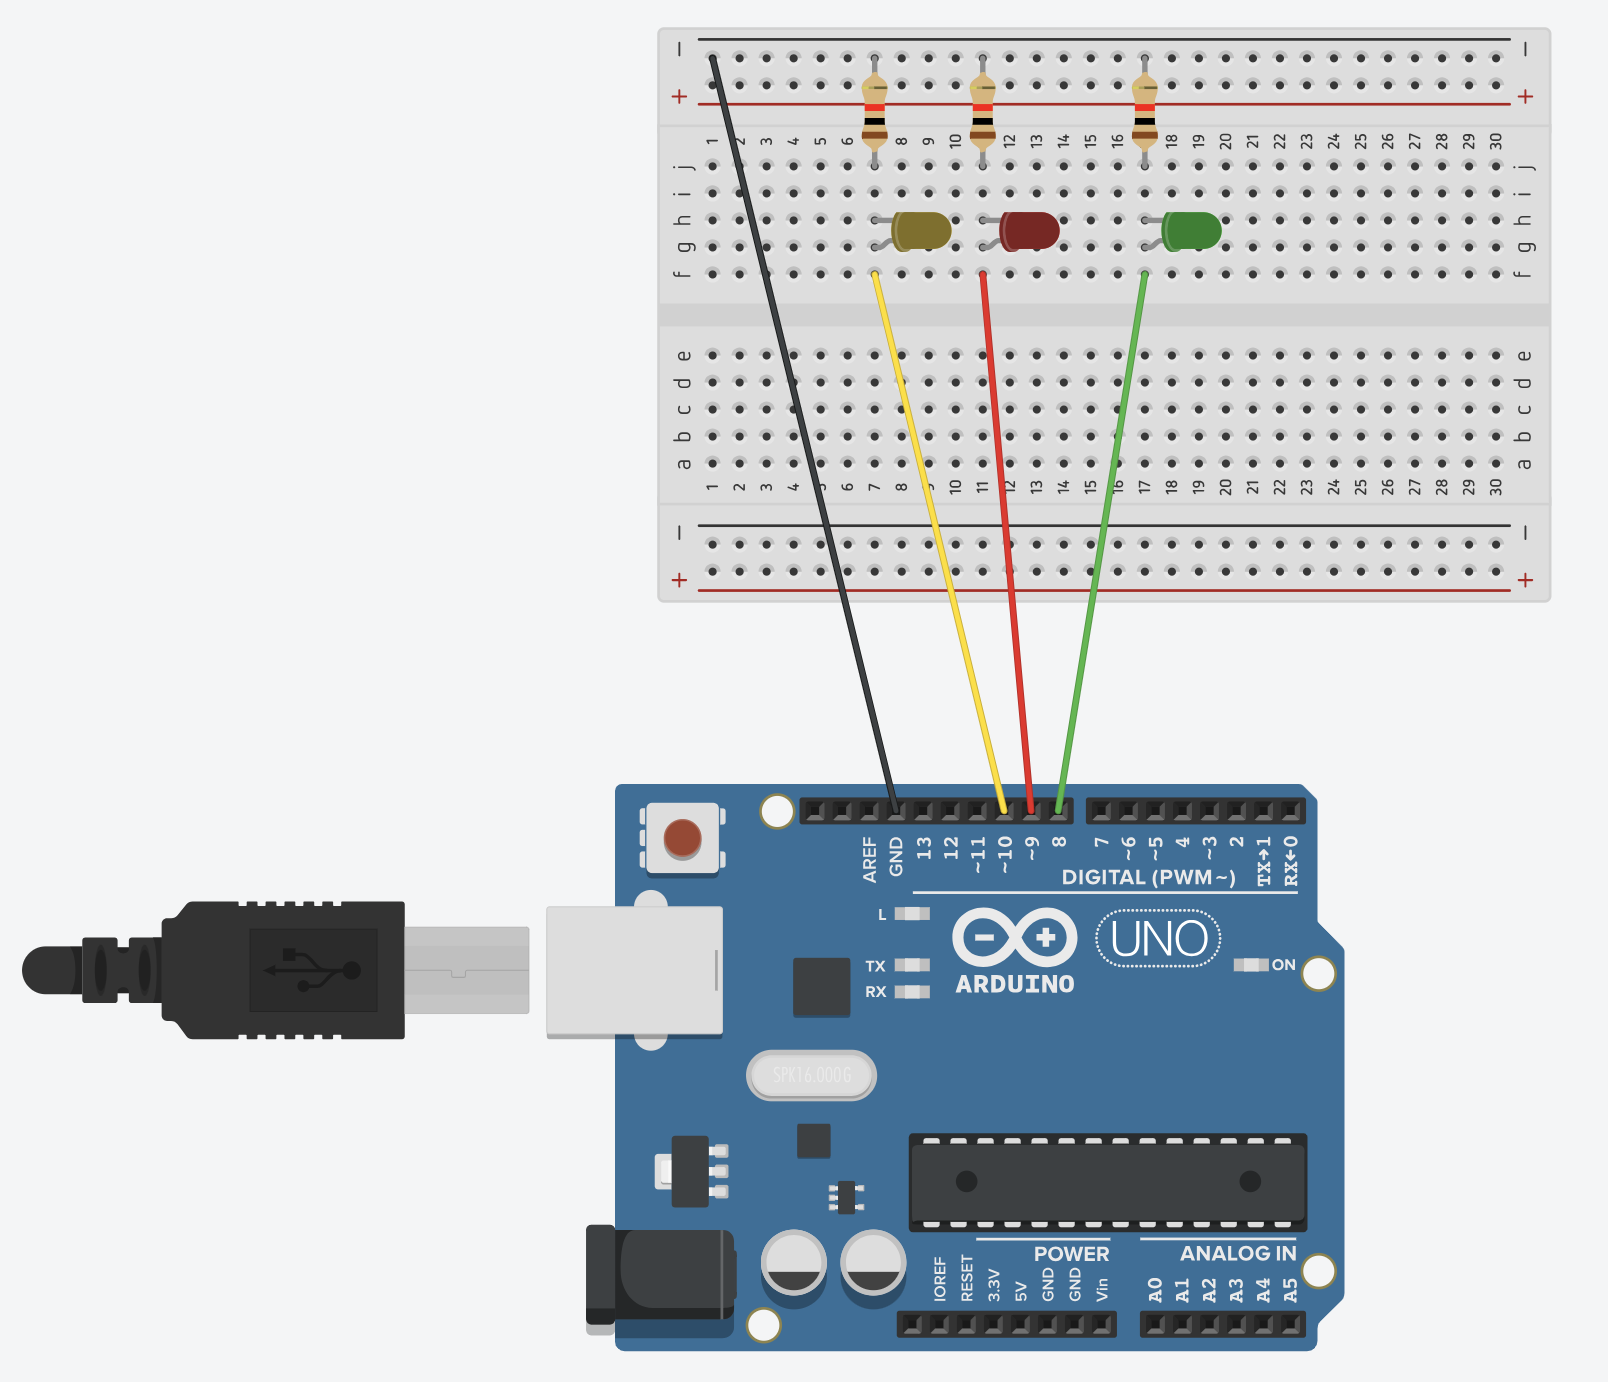 − −
+ +
1 2 3 4 5 6 8 9 10 12 13 14 15 16 18 19 20 21 22 23 24 25 26 27 28 29 30
j j
i i
h h
g g
f f
e e
d d
c c
b b
a a
1 2 3 4 5 6 7 8 9 10 11 12 13 14 15 16 17 18 19 20 21 22 23 24 25 26 27 28 29 30
− −
+ +
AREF GND 13 12 ~11 ~10 ~9 8 7 ~6 ~5 4 ~3 2 TX→1 RX←0
DIGITAL (PWM~)
L
UNO
TX ON
RX ARDUINO
SPK16.000G
POWER ANALOG IN
IOREF RESET 3.3V 5V GND GND Vin A0 A1 A2 A3 A4 A5